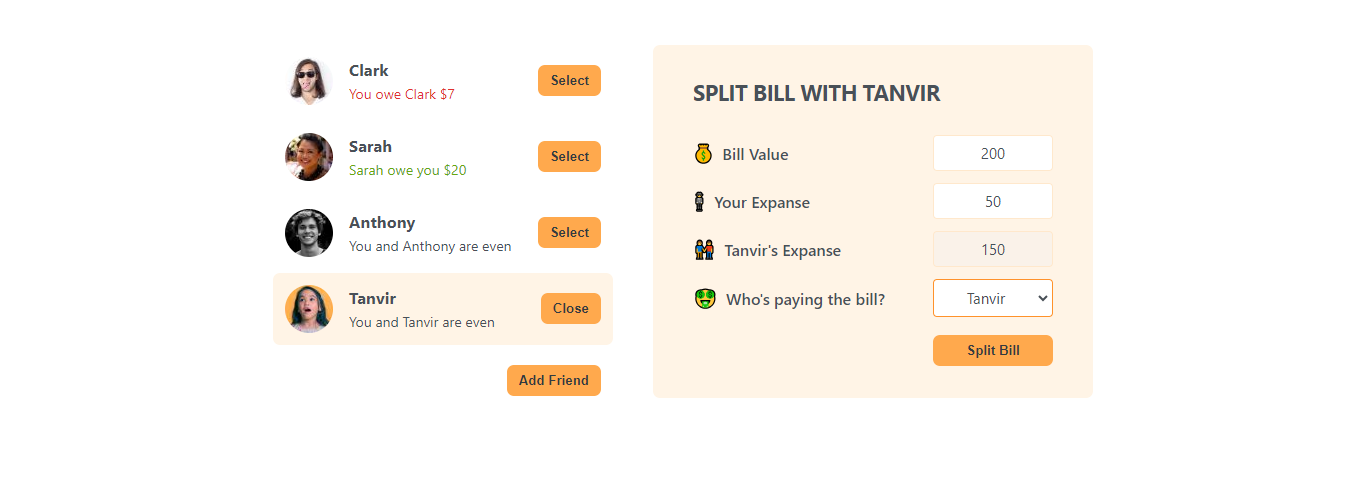 Clark
You owe Clark $7
Select
Sarah
Sarah owe you $20
Select
Anthony
You and Anthony are even
Select
Tanvir
You and Tanvir are even
Close
Add Friend
SPLIT BILL WITH TANVIR
💰 Bill Value
200
🧍 Your Expanse
50
👫 Tanvir's Expanse
150
🤑 Who's paying the bill?
Tanvir
Split Bill